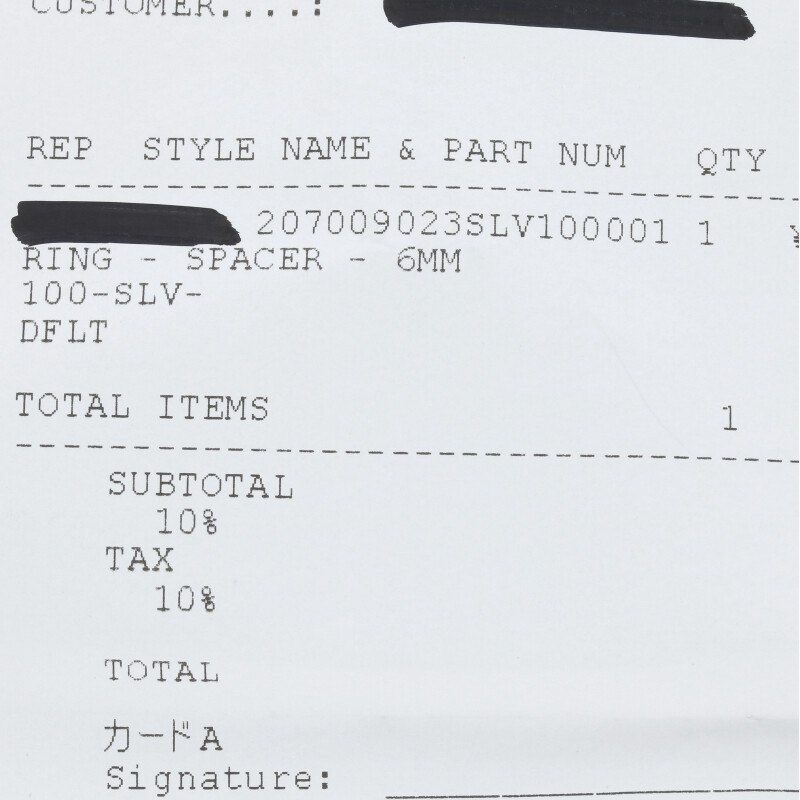 CUSTOMER....:
REP STYLE NAME & PART NUM QTY
207009023SLV100001 1 ¥
RING - SPACER - 6MM
100-SLV-
DFLT
TOTAL ITEMS 1
SUBTOTAL
10%
TAX
10%
TOTAL
カードA
Signature: